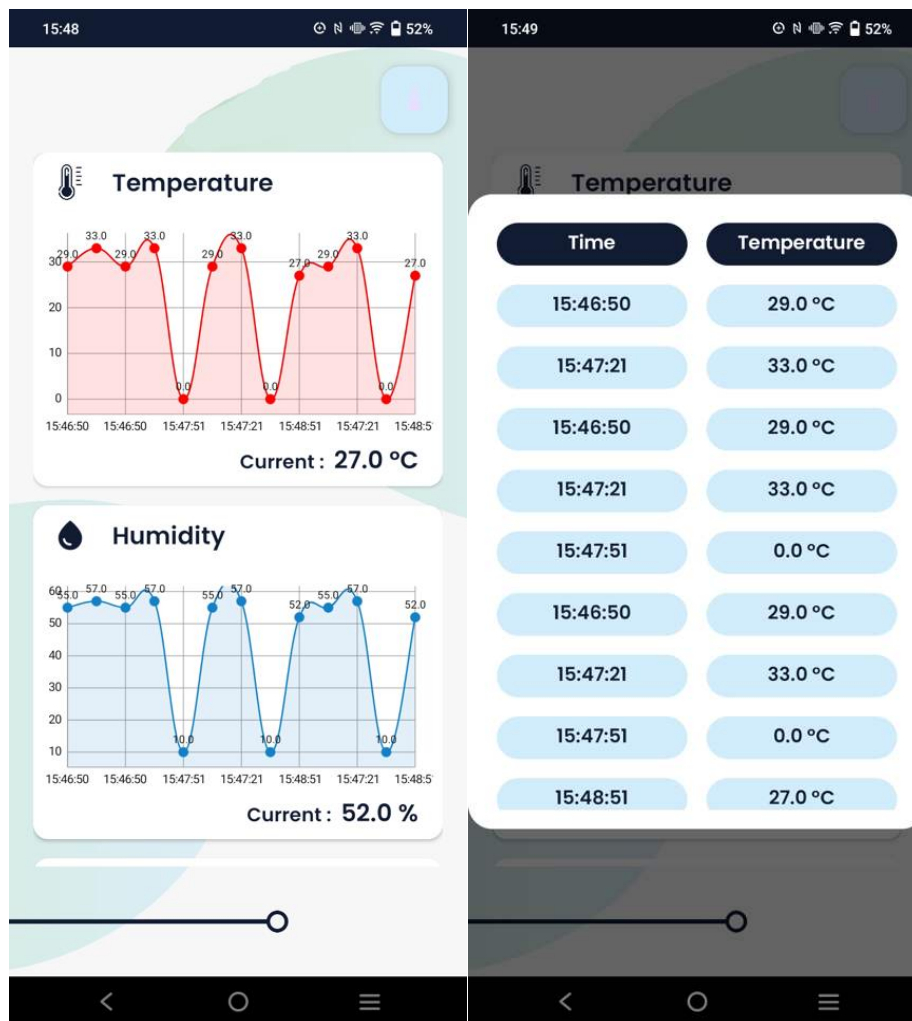 15:48
52%
Temperature
29.0 33.0 29.0 33.0 0.0 29.0 33.0 0.0 27.0 29.0 33.0 0.0 27.0
30
20
10
0
15:46:50 15:46:50 15:47:51 15:47:21 15:48:51 15:47:21 15:48:5
Current : 27.0 °C
Humidity
55.0 57.0 55.0 57.0 10.0 55.0 57.0 10.0 52.0 55.0 57.0 10.0 52.0
60
50
40
30
20
10
15:46:50 15:46:50 15:47:51 15:47:21 15:48:51 15:47:21 15:48:5
Current : 52.0 %
15:49
52%
Temperature
Time Temperature
15:46:50 29.0 °C
15:47:21 33.0 °C
15:46:50 29.0 °C
15:47:21 33.0 °C
15:47:51 0.0 °C
15:46:50 29.0 °C
15:47:21 33.0 °C
15:47:51 0.0 °C
15:48:51 27.0 °C